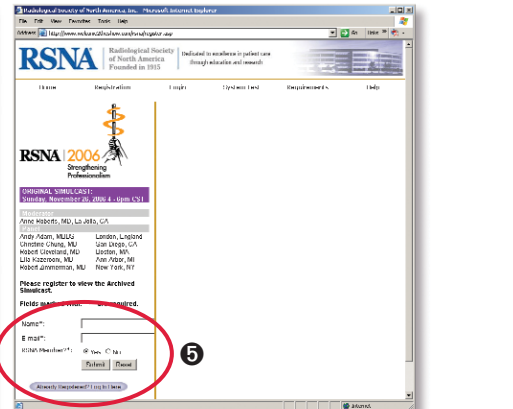 Radiological Society of North America, Inc. - Microsoft Internet Explorer
File Edit View Favorites Tools Help
Address Go Links »
RSNA
Radiological Society
of North America
Founded in 1915
Dedicated to excellence in patient care
through education and research
Home Registration Login System Test Requirements Help
RSNA 2006
Strengthening
Professionalism
ORIGINAL SIMULCAST:
Sunday, November 26, 2006 4 - 6pm CST
Moderator
Anne Roberts, MD, La Jolla, CA
Panel
Andy Adam, MBBS London, England
Christine Chung, MD San Diego, CA
Robert Cleveland, MD Boston, MA
Ella Kazerooni, MD Ann Arbor, MI
Robert Zimmerman, MD New York, NY
Please register to view the Archived
Simulcast.
Fields marked required.
Name*:
E-mail*:
RSNA Member?*: Yes No
Submit Reset
Already Registered? Log In Here
5
Internet